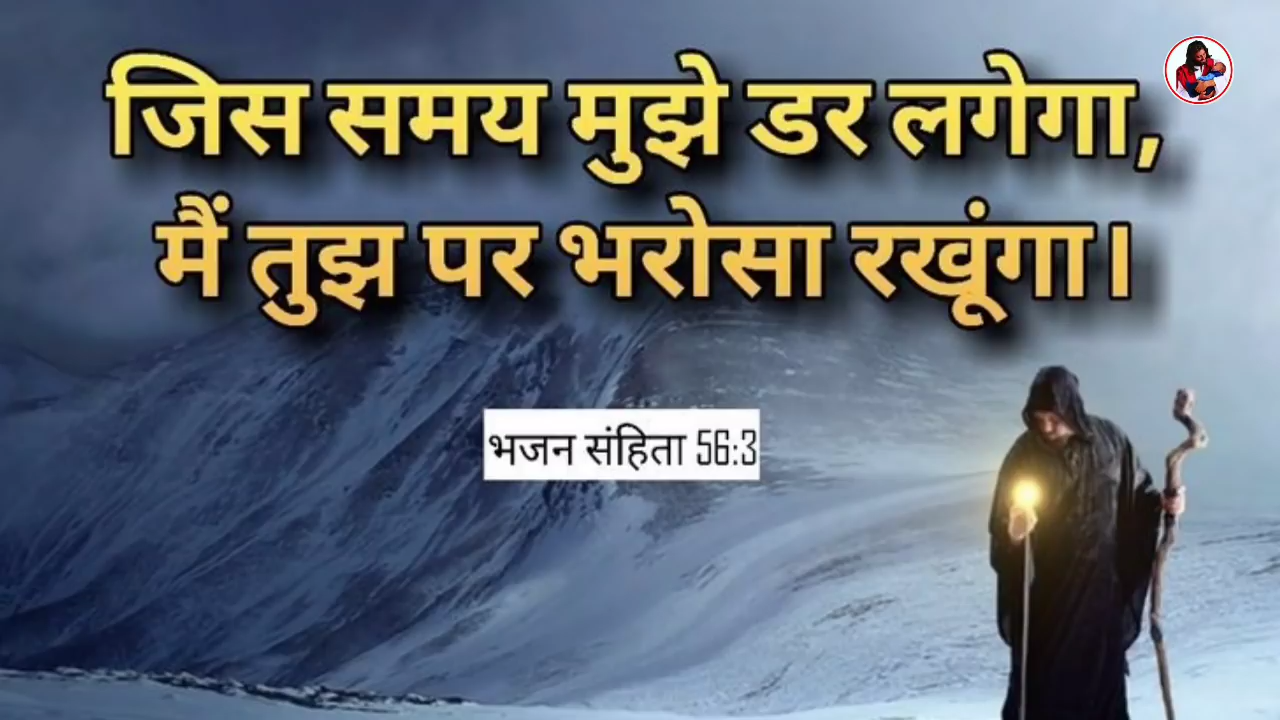 जिस समय मुझे डर लगेगा,
मैं तुझ पर भरोसा रखूंगा।
भजन संहिता 56:3